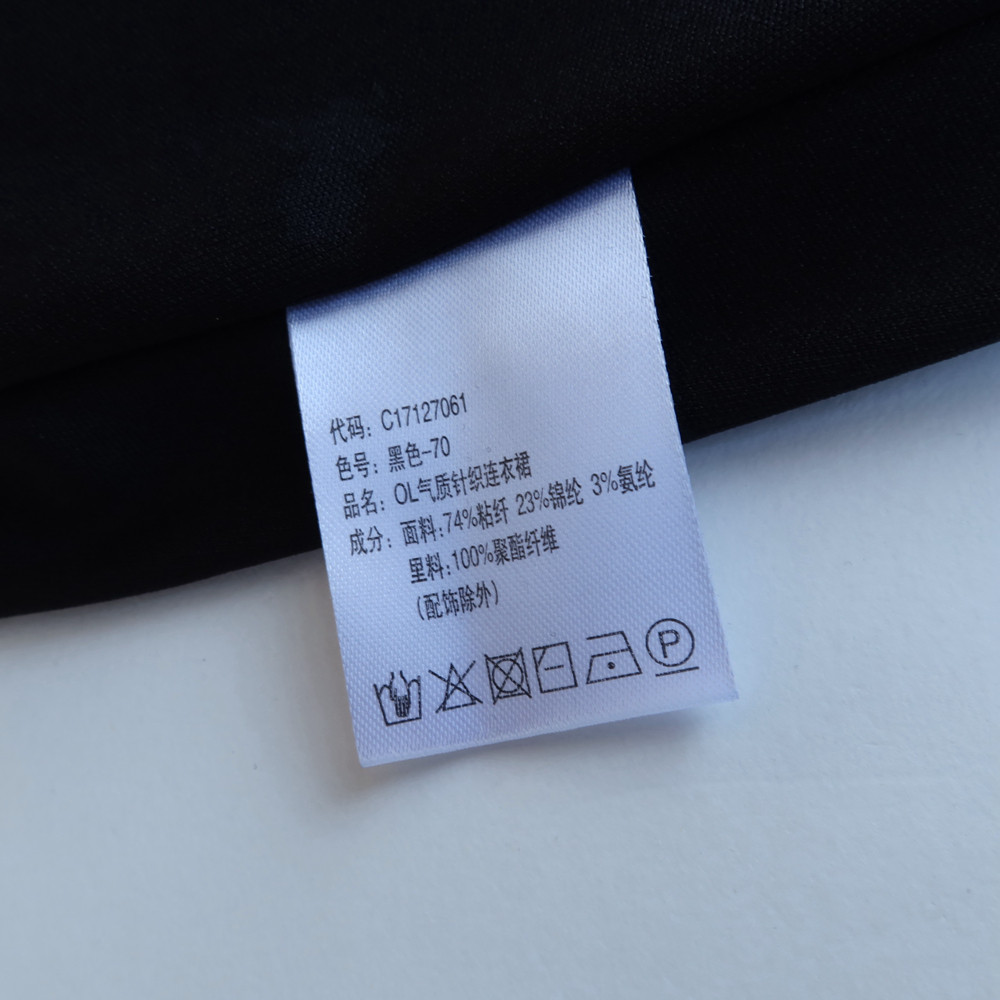 代码: C17127061
色号: 黑色-70
品名: OL气质针织连衣裙
成分: 面料:74%粘纤 23%锦纶 3%氨纶
里料:100%聚酯纤维
(配饰除外)
P